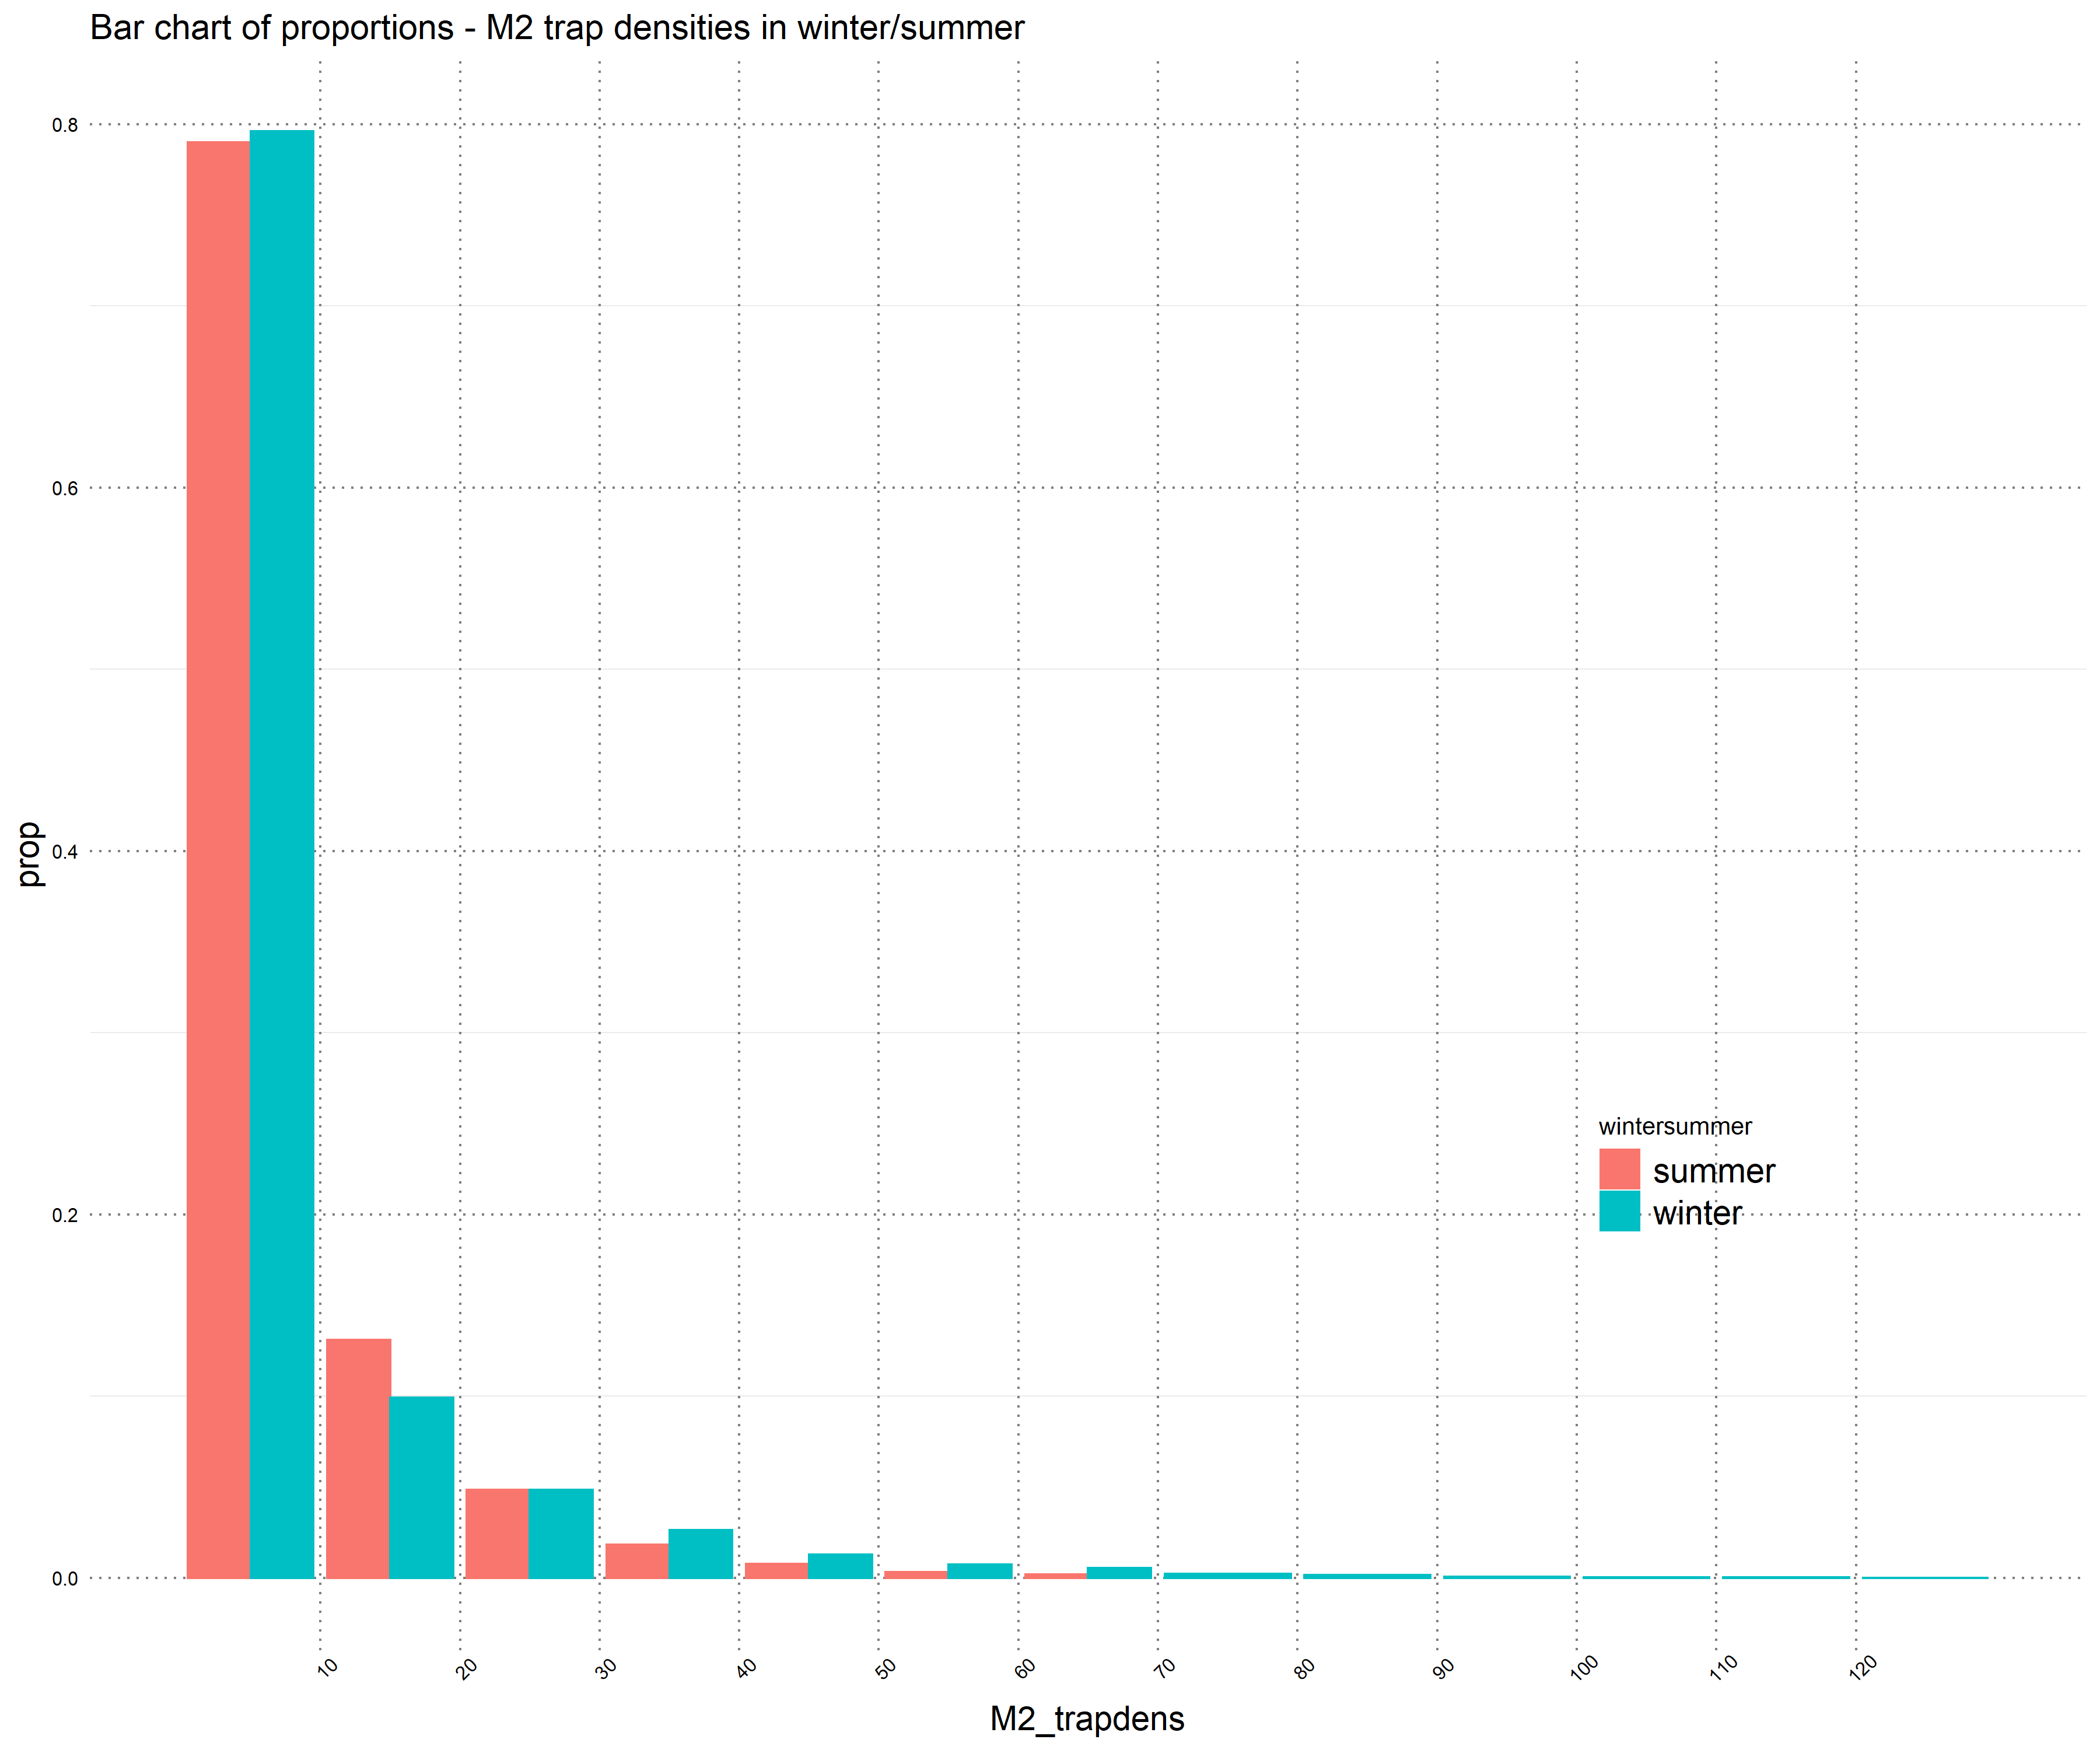 Bar chart of proportions - M2 trap densities in winter/summer
prop
0.8
0.6
0.4
0.2
0.0
wintersummer
summer
winter
10 20 30 40 50 60 70 80 90 100 110 120
M2_trapdens